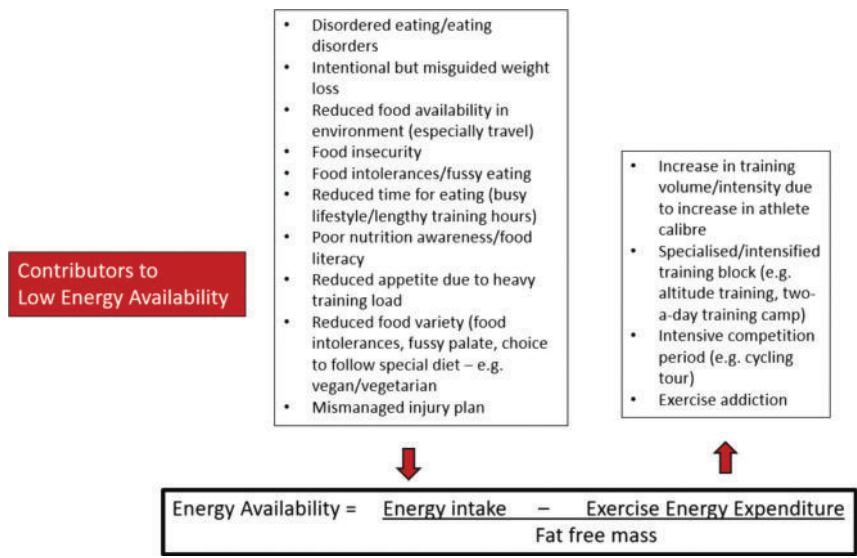 • Disordered eating/eating
disorders
• Intentional but misguided weight
loss
• Reduced food availability in
environment (especially travel)
• Food insecurity
• Food intolerances/fussy eating
• Reduced time for eating (busy
lifestyle/lengthy training hours)
• Poor nutrition awareness/food
literacy
• Reduced appetite due to heavy
training load
• Reduced food variety (food
intolerances, fussy palate, choice
to follow special diet – e.g.
vegan/vegetarian
• Mismanaged injury plan
• Increase in training
volume/intensity due
to increase in athlete
calibre
• Specialised/intensified
training block (e.g.
altitude training, two-
a-day training camp)
• Intensive competition
period (e.g. cycling
tour)
• Exercise addiction
Contributors to
Low Energy Availability
Energy Availability = Energy intake – Exercise Energy Expenditure
Fat free mass